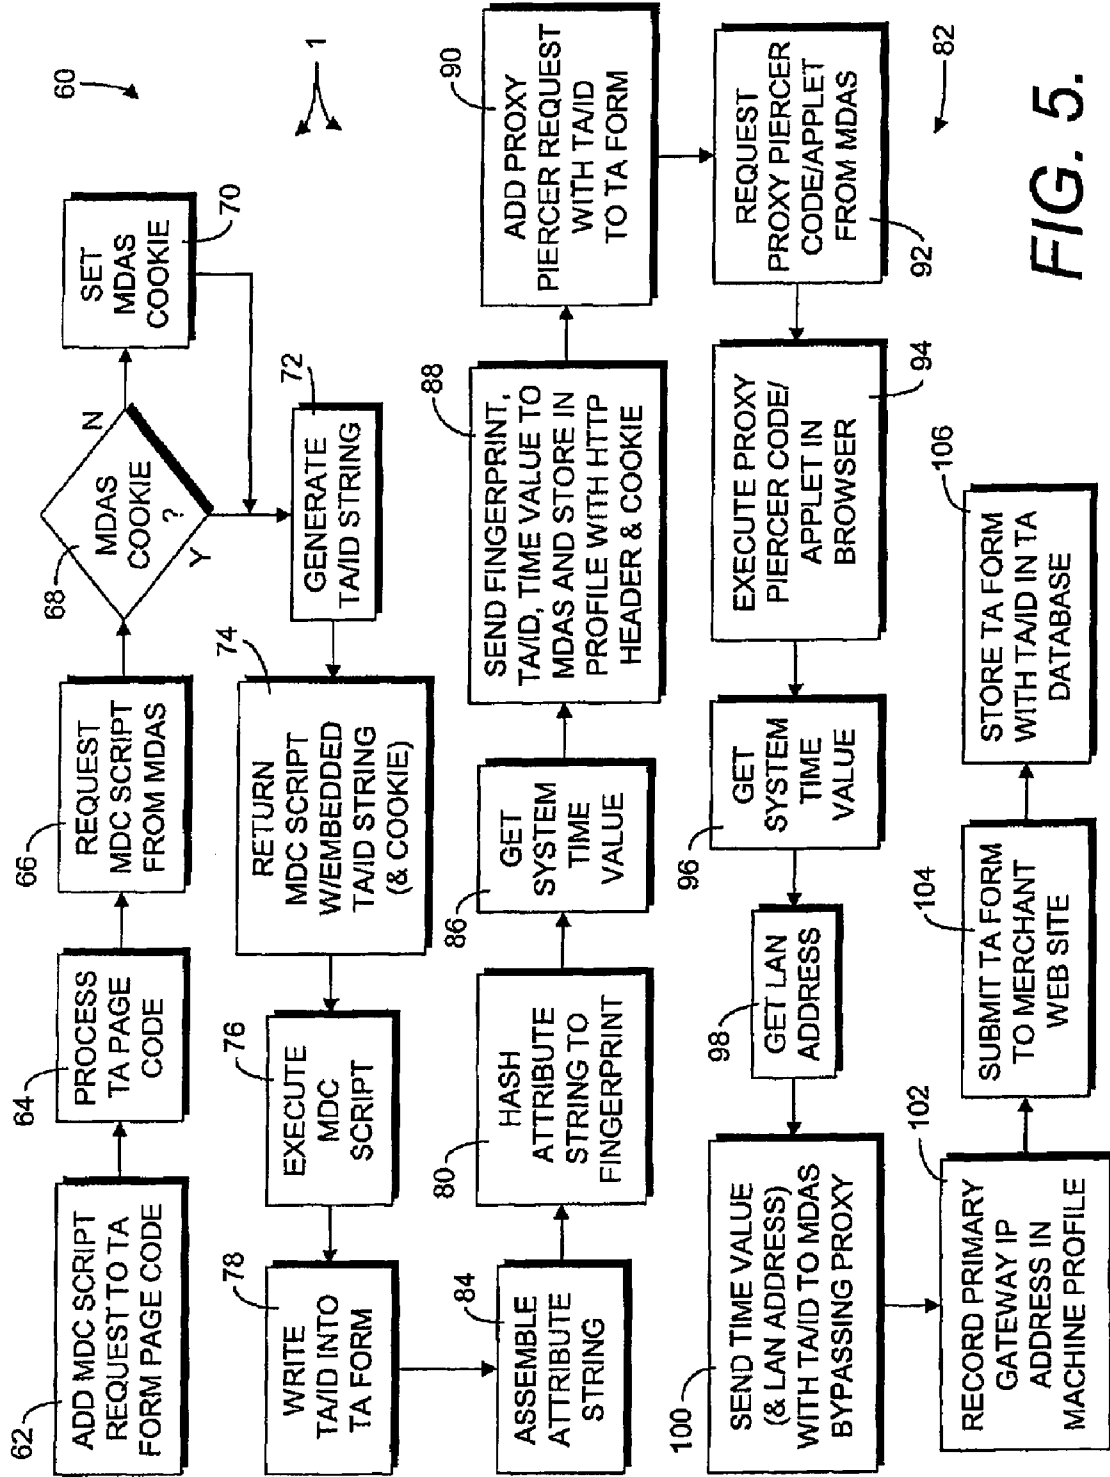 60
1
62
ADD MDC SCRIPT
REQUEST TO TA
FORM PAGE CODE
64
PROCESS
TA PAGE
CODE
66
REQUEST
MDC SCRIPT
FROM MDAS
68
MDAS
COOKIE
?
N
Y
70
SET
MDAS
COOKIE
72
GENERATE
TA/ID STRING
74
RETURN
MDC SCRIPT
W/EMBEDDED
TA/ID STRING
(& COOKIE)
76
EXECUTE
MDC
SCRIPT
78
WRITE
TA/ID INTO
TA FORM
84
ASSEMBLE
ATTRIBUTE
STRING
80
HASH
ATTRIBUTE
STRING TO
FINGERPRINT
86
GET
SYSTEM
TIME
VALUE
88
SEND FINGERPRINT,
TA/ID, TIME VALUE TO
MDAS AND STORE IN
PROFILE WITH HTTP
HEADER & COOKIE
90
ADD PROXY
PIERCER REQUEST
WITH TA/ID
TO TA FORM
REQUEST
PROXY PIERCER
CODE/APPLET
FROM MDAS
92
82
EXECUTE PROXY
PIERCER CODE/
APPLET IN
BROWSER
94
96
GET
SYSTEM
TIME
VALUE
98
GET LAN
ADDRESS
100
SEND TIME VALUE
(& LAN ADDRESS)
WITH TA/ID TO MDAS
BYPASSING PROXY
102
RECORD PRIMARY
GATEWAY IP
ADDRESS IN
MACHINE PROFILE
104
SUBMIT TA FORM
TO MERCHANT
WEB SITE
106
STORE TA FORM
WITH TA/ID IN TA
DATABASE
FIG. 5.